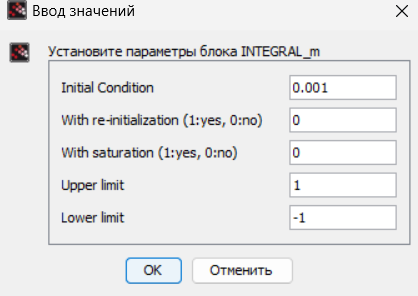 Ввод значений
Установите параметры блока INTEGRAL_m
Initial Condition 0.001
With re-initialization (1:yes, 0:no) 0
With saturation (1:yes, 0:no) 0
Upper limit 1
Lower limit -1
OK Отменить